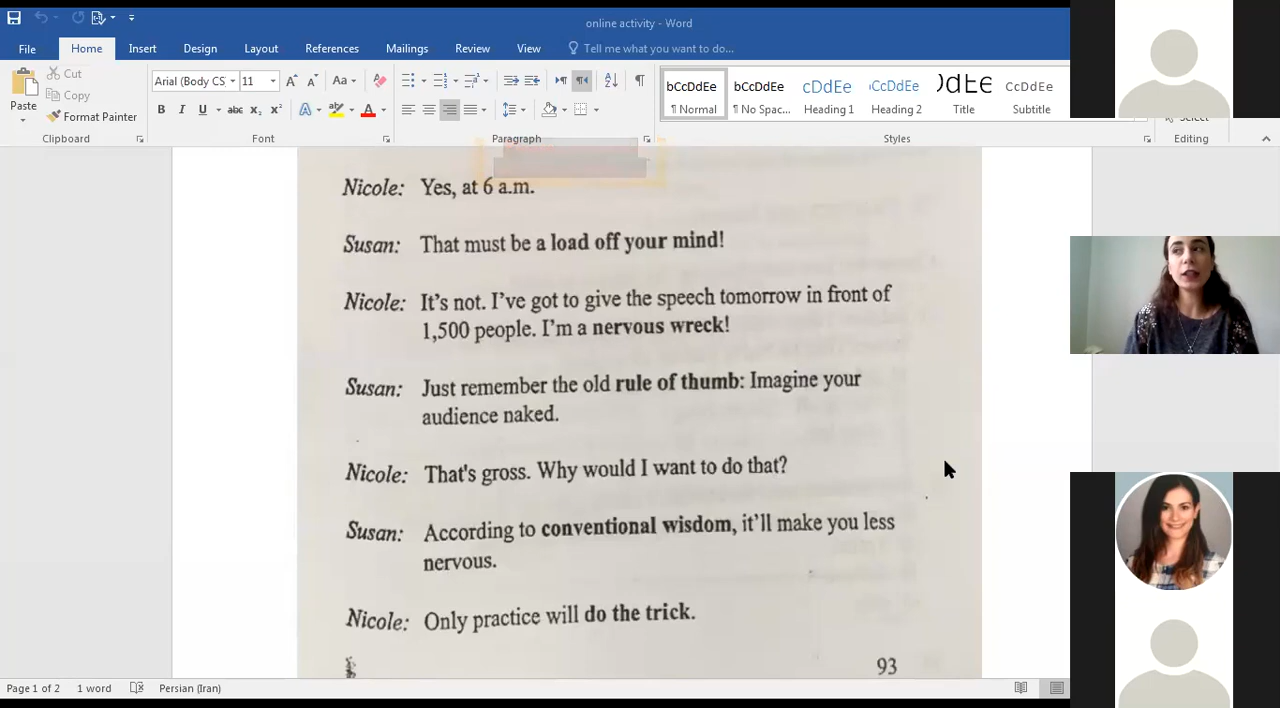 online activity - Word
File Home Insert Design Layout References Mailings Review View Tell me what you want to do...
Paste
Cut
Copy
Format Painter
Clipboard
Arial (Body CS 11
Font
Paragraph
bCcDdEe bCcDdEe cDdEe CcDdEe CcDdEe
¶ Normal ¶ No Spac... Heading 1 Heading 2 Title Subtitle
Styles
Select
Editing
Nicole: Yes, at 6 a.m.
Susan: That must be a load off your mind!
Nicole: It's not. I've got to give the speech tomorrow in front of
1,500 people. I'm a nervous wreck!
Susan: Just remember the old rule of thumb: Imagine your
audience naked.
Nicole: That's gross. Why would I want to do that?
Susan: According to conventional wisdom, it'll make you less
nervous.
Nicole: Only practice will do the trick.
93
Page 1 of 2 1 word Persian (Iran)